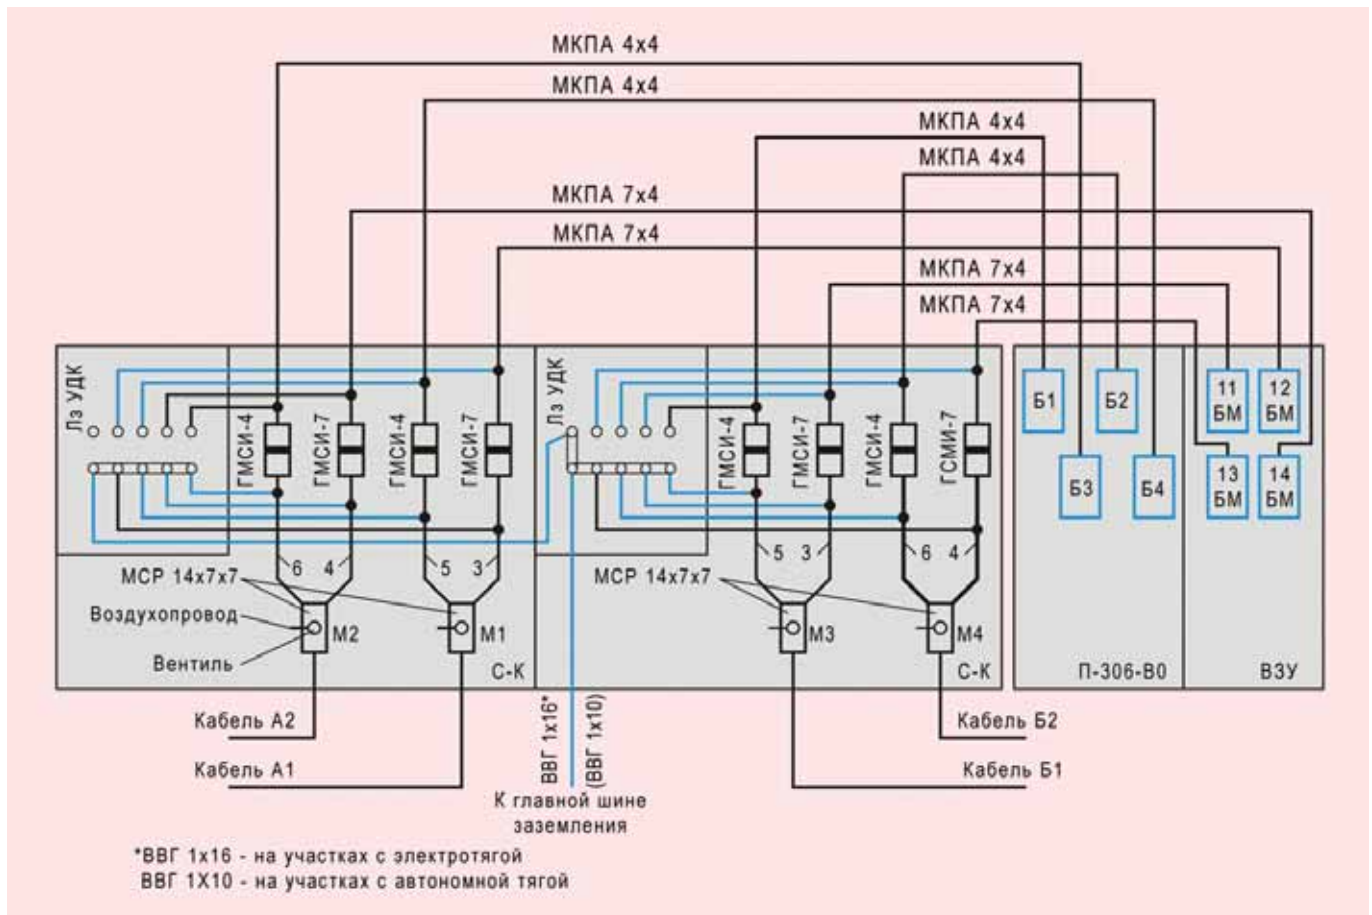 МКПА 4х4
МКПА 4х4
МКПА 4х4
МКПА 4х4
МКПА 7х4
МКПА 7х4
МКПА 7х4
МКПА 7х4
Лз УДК
ГМСИ-4
ГМСИ-7
ГМСИ-4
ГМСИ-7
Лз УДК
ГМСИ-4
ГМСИ-7
ГМСИ-4
ГСМИ-7
Б1
Б2
11
БМ
12
БМ
Б3
Б4
13
БМ
14
БМ
6
4
5
3
5
3
6
4
МСР 14х7х7
МСР 14х7х7
Воздухопровод
Вентиль
М2
М1
М3
М4
С-К
С-К
П-306-В0
ВЗУ
Кабель А2
Кабель А1
ВВГ 1х16*
(ВВГ 1х10)
Кабель Б2
Кабель Б1
К главной шине
заземления
*ВВГ 1х16 - на участках с электротягой
ВВГ 1Х10 - на участках с автономной тягой